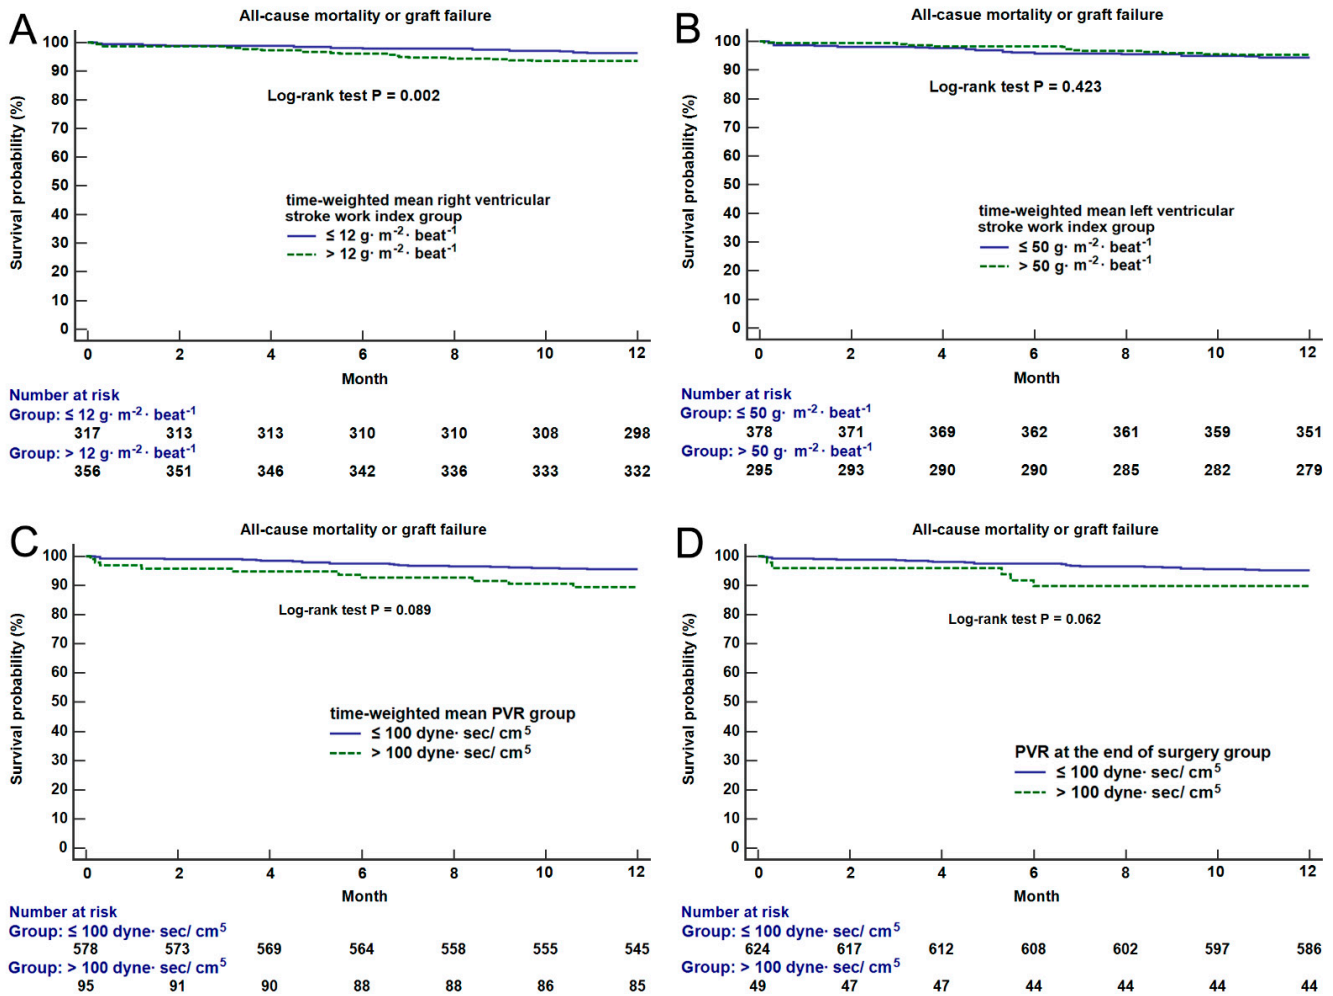 A
All-cause mortality or graft failure
100
90
80
70
60
50
40
30
20
10
0
Survival probability (%)
Log-rank test P = 0.002
time-weighted mean right ventricular
stroke work index group
≤ 12 g· m-2· beat-1
> 12 g· m-2· beat-1
0 2 4 6 8 10 12
Month
Number at risk
Group: ≤ 12 g· m-2· beat-1
317 313 313 310 310 308 298
Group: > 12 g· m-2· beat-1
356 351 346 342 336 333 332
B
All-casue mortality or graft failure
100
90
80
70
60
50
40
30
20
10
0
Survival probability (%)
Log-rank test P = 0.423
time-weighted mean left ventricular
stroke work index group
≤ 50 g· m-2· beat-1
> 50 g· m-2· beat-1
0 2 4 6 8 10 12
Month
Number at risk
Group: ≤ 50 g· m-2· beat-1
378 371 369 362 361 359 351
Group: > 50 g· m-2· beat-1
295 293 290 290 285 282 279
C
All-cause mortality or graft failure
100
90
80
70
60
50
40
30
20
10
0
Survival probability (%)
Log-rank test P = 0.089
time-weighted mean PVR group
≤ 100 dyne· sec/ cm5
> 100 dyne· sec/ cm5
0 2 4 6 8 10 12
Month
Number at risk
Group: ≤ 100 dyne· sec/ cm5
578 573 569 564 558 555 545
Group: > 100 dyne· sec/ cm5
95 91 90 88 88 86 85
D
All-cause mortality or graft failure
100
90
80
70
60
50
40
30
20
10
0
Survival probability (%)
Log-rank test P = 0.062
PVR at the end of surgery group
≤ 100 dyne· sec/ cm5
> 100 dyne· sec/ cm5
0 2 4 6 8 10 12
Month
Number at risk
Group: ≤ 100 dyne· sec/ cm5
624 617 612 608 602 597 586
Group: > 100 dyne· sec/ cm5
49 47 47 44 44 44 44